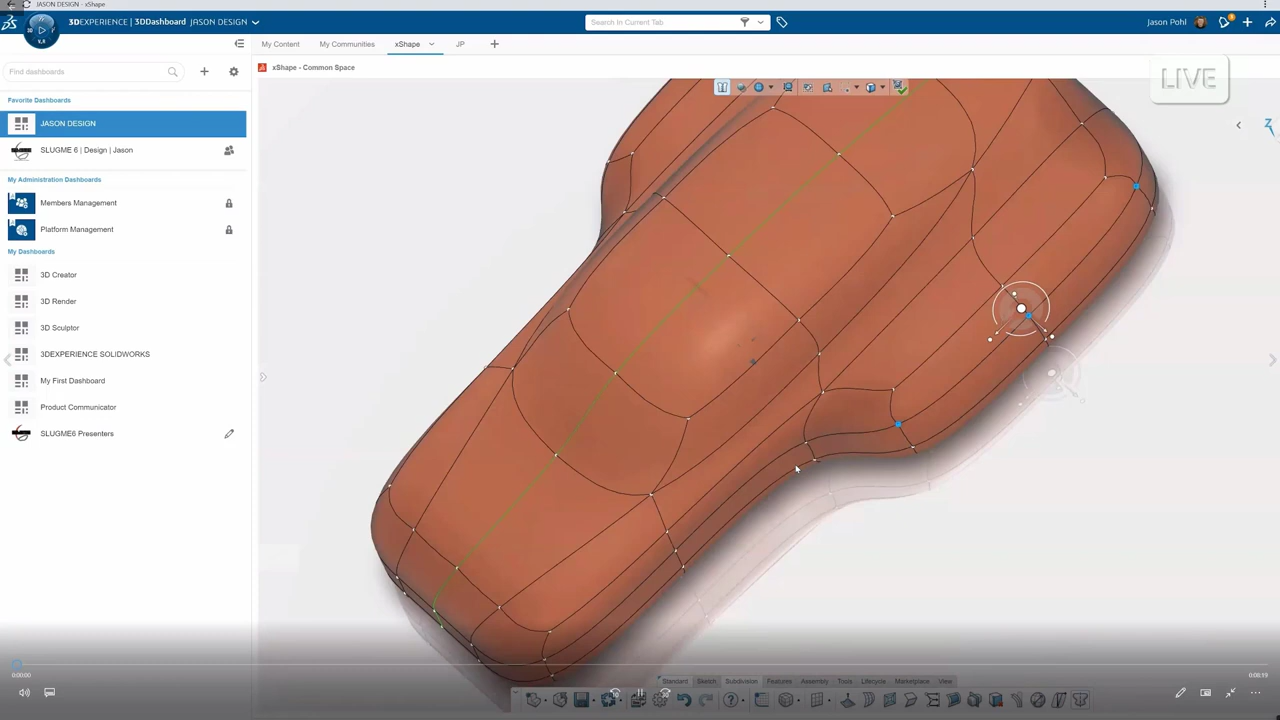 JASON DESIGN - xShape
3DEXPERIENCE | 3DDashboard JASON DESIGN
Search In Current Tab
Jason Pohl
My Content
My Communities
xShape
JP
Find dashboards
xShape - Common Space
LIVE
Favorite Dashboards
JASON DESIGN
SLUGME 6 | Design | Jason
My Administration Dashboards
Members Management
Platform Management
My Dashboards
3D Creator
3D Render
3D Sculptor
3DEXPERIENCE SOLIDWORKS
My First Dashboard
Product Communicator
SLUGME6 Presenters
0:00:00
0:08:19
Standard
Sketch
Subdivision
Features
Assembly
Tools
Lifecycle
Marketplace
View